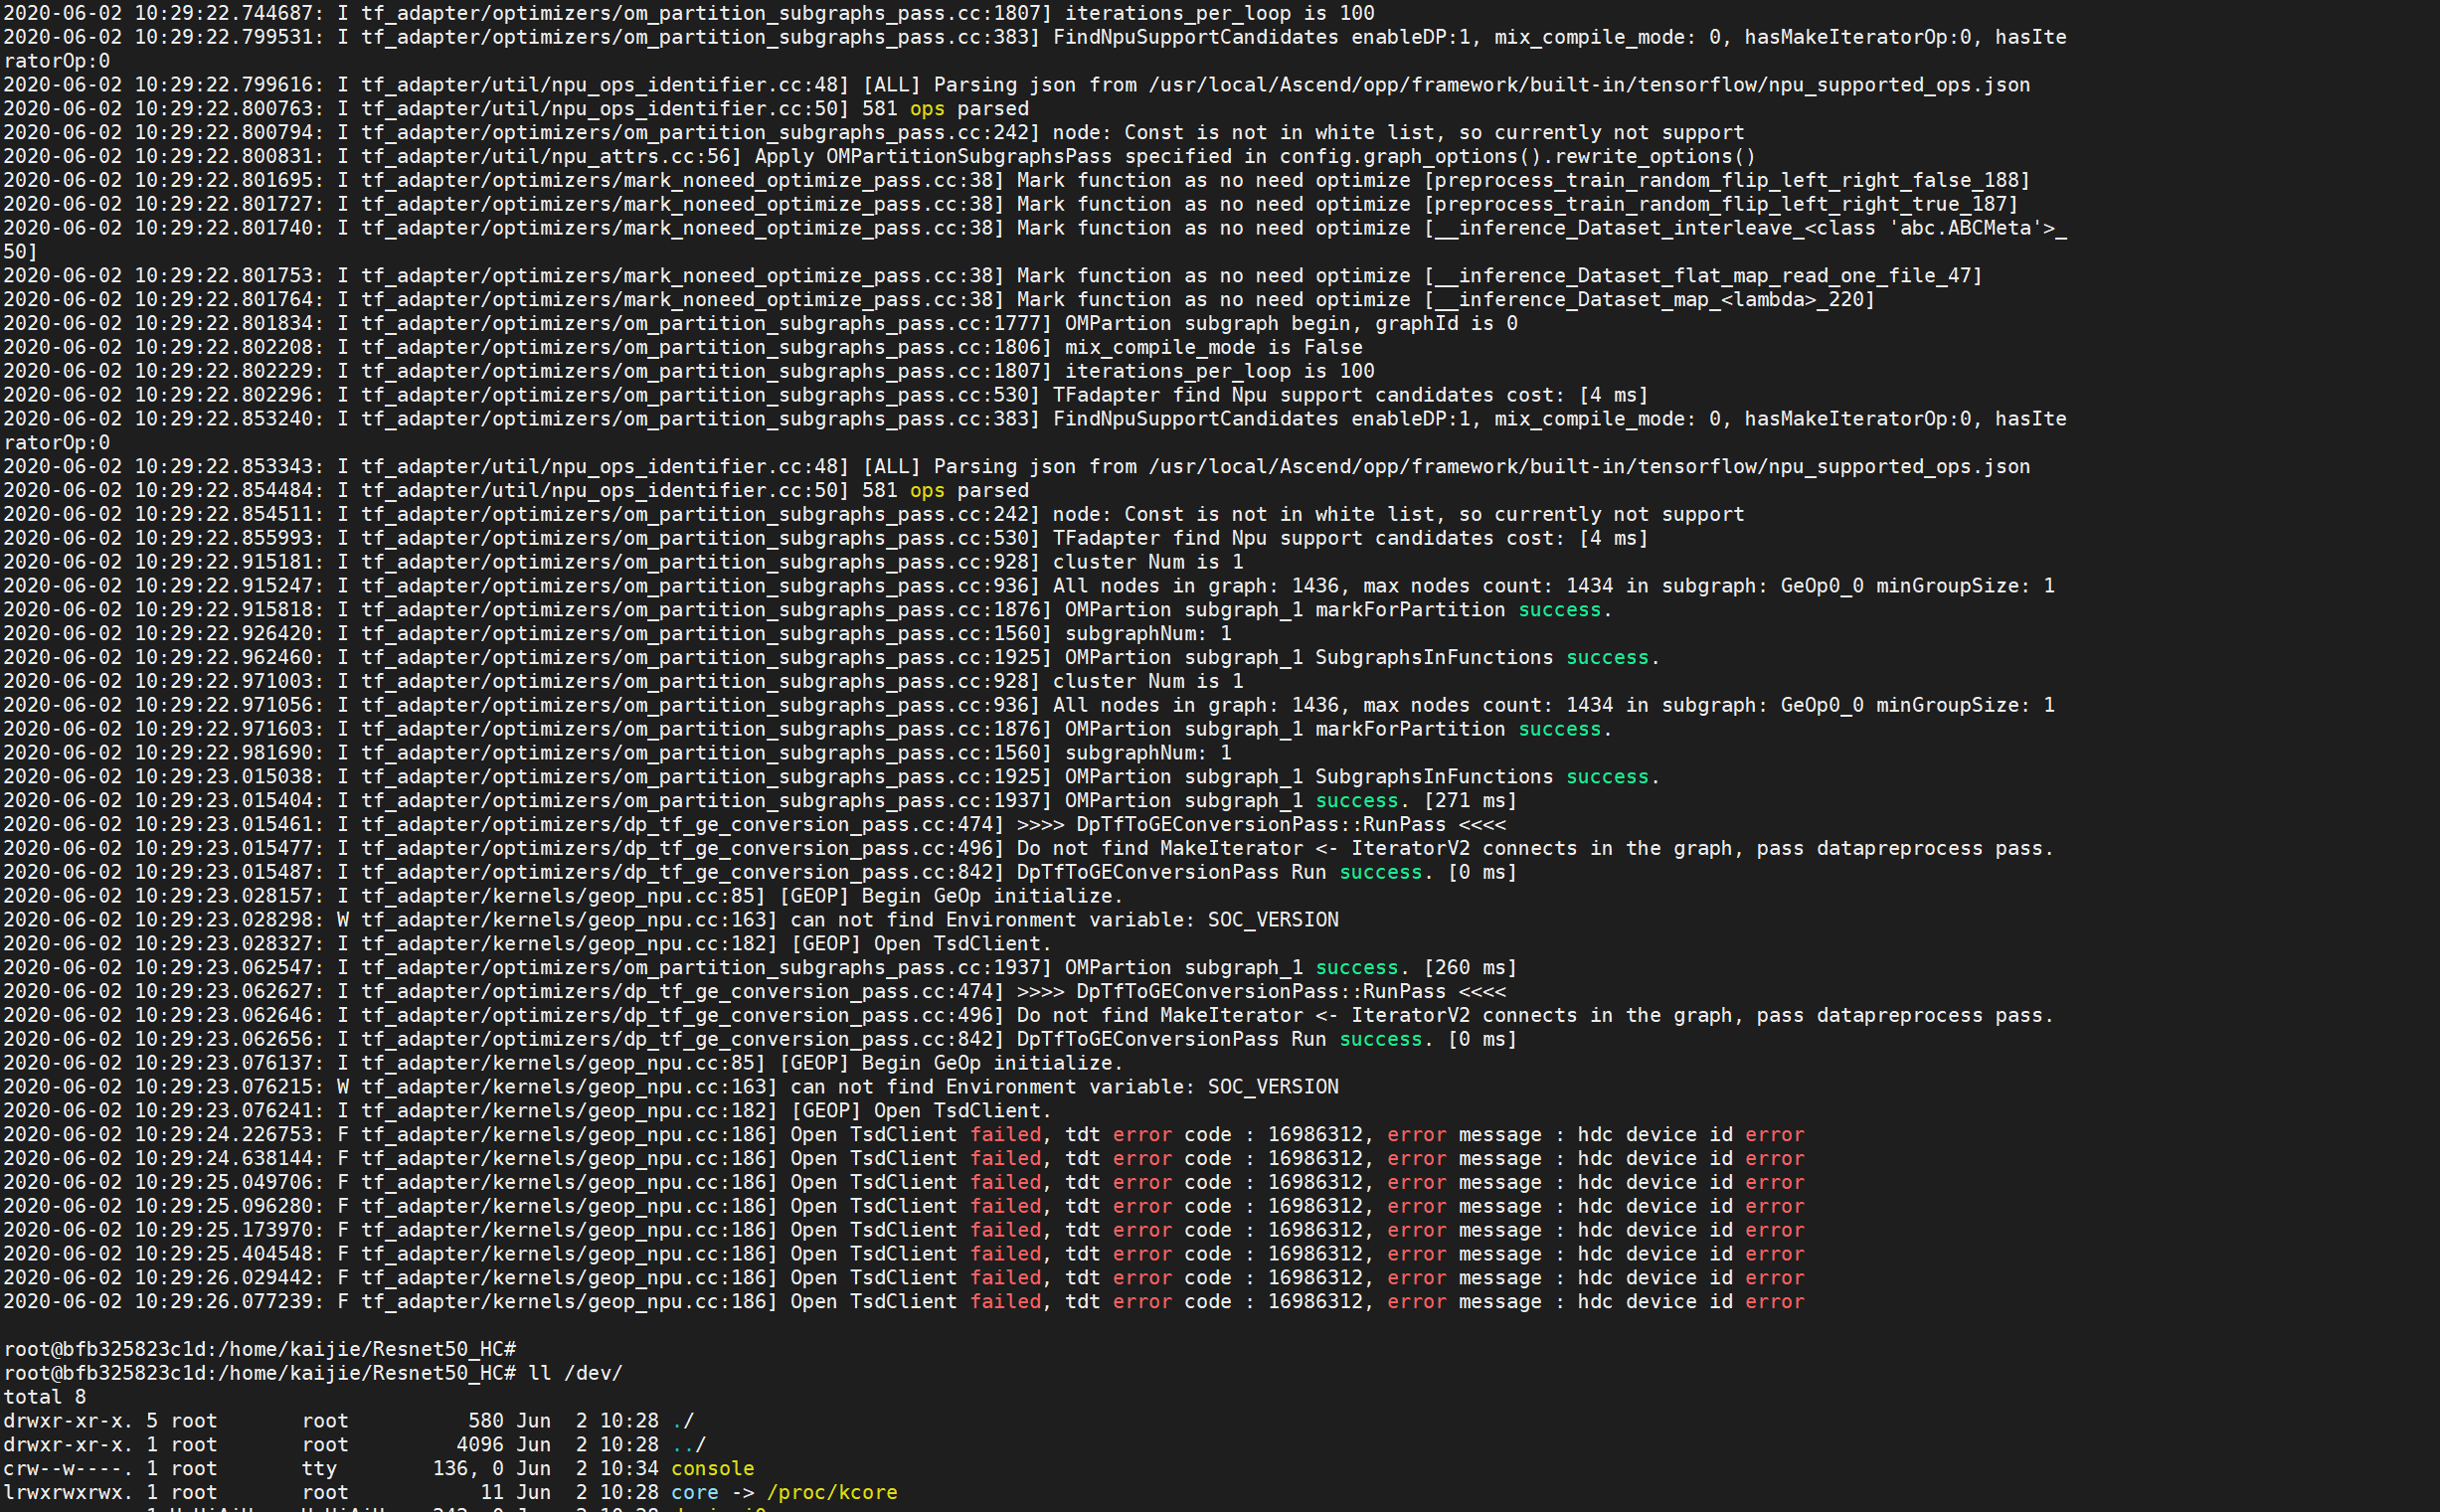 2020-06-02 10:29:22.744687: I tf_adapter/optimizers/om_partition_subgraphs_pass.cc:1807] iterations_per_loop is 100
2020-06-02 10:29:22.799531: I tf_adapter/optimizers/om_partition_subgraphs_pass.cc:383] FindNpuSupportCandidates enableDP:1, mix_compile_mode: 0, hasMakeIteratorOp:0, hasIte
ratorOp:0
2020-06-02 10:29:22.799616: I tf_adapter/util/npu_ops_identifier.cc:48] [ALL] Parsing json from /usr/local/Ascend/opp/framework/built-in/tensorflow/npu_supported_ops.json
2020-06-02 10:29:22.800763: I tf_adapter/util/npu_ops_identifier.cc:50] 581 ops parsed
2020-06-02 10:29:22.800794: I tf_adapter/optimizers/om_partition_subgraphs_pass.cc:242] node: Const is not in white list, so currently not support
2020-06-02 10:29:22.800831: I tf_adapter/util/npu_attrs.cc:56] Apply OMPartitionSubgraphsPass specified in config.graph_options().rewrite_options()
2020-06-02 10:29:22.801695: I tf_adapter/optimizers/mark_noneed_optimize_pass.cc:38] Mark function as no need optimize [preprocess_train_random_flip_left_right_false_188]
2020-06-02 10:29:22.801727: I tf_adapter/optimizers/mark_noneed_optimize_pass.cc:38] Mark function as no need optimize [preprocess_train_random_flip_left_right_true_187]
2020-06-02 10:29:22.801740: I tf_adapter/optimizers/mark_noneed_optimize_pass.cc:38] Mark function as no need optimize [__inference_Dataset_interleave_<class 'abc.ABCMeta'>_
50]
2020-06-02 10:29:22.801753: I tf_adapter/optimizers/mark_noneed_optimize_pass.cc:38] Mark function as no need optimize [__inference_Dataset_flat_map_read_one_file_47]
2020-06-02 10:29:22.801764: I tf_adapter/optimizers/mark_noneed_optimize_pass.cc:38] Mark function as no need optimize [__inference_Dataset_map_<lambda>_220]
2020-06-02 10:29:22.801834: I tf_adapter/optimizers/om_partition_subgraphs_pass.cc:1777] OMPartion subgraph begin, graphId is 0
2020-06-02 10:29:22.802208: I tf_adapter/optimizers/om_partition_subgraphs_pass.cc:1806] mix_compile_mode is False
2020-06-02 10:29:22.802229: I tf_adapter/optimizers/om_partition_subgraphs_pass.cc:1807] iterations_per_loop is 100
2020-06-02 10:29:22.802296: I tf_adapter/optimizers/om_partition_subgraphs_pass.cc:530] TFadapter find Npu support candidates cost: [4 ms]
2020-06-02 10:29:22.853240: I tf_adapter/optimizers/om_partition_subgraphs_pass.cc:383] FindNpuSupportCandidates enableDP:1, mix_compile_mode: 0, hasMakeIteratorOp:0, hasIte
ratorOp:0
2020-06-02 10:29:22.853343: I tf_adapter/util/npu_ops_identifier.cc:48] [ALL] Parsing json from /usr/local/Ascend/opp/framework/built-in/tensorflow/npu_supported_ops.json
2020-06-02 10:29:22.854484: I tf_adapter/util/npu_ops_identifier.cc:50] 581 ops parsed
2020-06-02 10:29:22.854511: I tf_adapter/optimizers/om_partition_subgraphs_pass.cc:242] node: Const is not in white list, so currently not support
2020-06-02 10:29:22.855993: I tf_adapter/optimizers/om_partition_subgraphs_pass.cc:530] TFadapter find Npu support candidates cost: [4 ms]
2020-06-02 10:29:22.915181: I tf_adapter/optimizers/om_partition_subgraphs_pass.cc:928] cluster Num is 1
2020-06-02 10:29:22.915247: I tf_adapter/optimizers/om_partition_subgraphs_pass.cc:936] All nodes in graph: 1436, max nodes count: 1434 in subgraph: GeOp0_0 minGroupSize: 1
2020-06-02 10:29:22.915818: I tf_adapter/optimizers/om_partition_subgraphs_pass.cc:1876] OMPartion subgraph_1 markForPartition success.
2020-06-02 10:29:22.926420: I tf_adapter/optimizers/om_partition_subgraphs_pass.cc:1560] subgraphNum: 1
2020-06-02 10:29:22.962460: I tf_adapter/optimizers/om_partition_subgraphs_pass.cc:1925] OMPartion subgraph_1 SubgraphsInFunctions success.
2020-06-02 10:29:22.971003: I tf_adapter/optimizers/om_partition_subgraphs_pass.cc:928] cluster Num is 1
2020-06-02 10:29:22.971056: I tf_adapter/optimizers/om_partition_subgraphs_pass.cc:936] All nodes in graph: 1436, max nodes count: 1434 in subgraph: GeOp0_0 minGroupSize: 1
2020-06-02 10:29:22.971603: I tf_adapter/optimizers/om_partition_subgraphs_pass.cc:1876] OMPartion subgraph_1 markForPartition success.
2020-06-02 10:29:22.981690: I tf_adapter/optimizers/om_partition_subgraphs_pass.cc:1560] subgraphNum: 1
2020-06-02 10:29:23.015038: I tf_adapter/optimizers/om_partition_subgraphs_pass.cc:1925] OMPartion subgraph_1 SubgraphsInFunctions success.
2020-06-02 10:29:23.015404: I tf_adapter/optimizers/om_partition_subgraphs_pass.cc:1937] OMPartion subgraph_1 success. [271 ms]
2020-06-02 10:29:23.015461: I tf_adapter/optimizers/dp_tf_ge_conversion_pass.cc:474] >>>> DpTfToGEConversionPass::RunPass <<<<
2020-06-02 10:29:23.015477: I tf_adapter/optimizers/dp_tf_ge_conversion_pass.cc:496] Do not find MakeIterator <- IteratorV2 connects in the graph, pass datapreprocess pass.
2020-06-02 10:29:23.015487: I tf_adapter/optimizers/dp_tf_ge_conversion_pass.cc:842] DpTfToGEConversionPass Run success. [0 ms]
2020-06-02 10:29:23.028157: I tf_adapter/kernels/geop_npu.cc:85] [GEOP] Begin GeOp initialize.
2020-06-02 10:29:23.028298: W tf_adapter/kernels/geop_npu.cc:163] can not find Environment variable: SOC_VERSION
2020-06-02 10:29:23.028327: I tf_adapter/kernels/geop_npu.cc:182] [GEOP] Open TsdClient.
2020-06-02 10:29:23.062547: I tf_adapter/optimizers/om_partition_subgraphs_pass.cc:1937] OMPartion subgraph_1 success. [260 ms]
2020-06-02 10:29:23.062627: I tf_adapter/optimizers/dp_tf_ge_conversion_pass.cc:474] >>>> DpTfToGEConversionPass::RunPass <<<<
2020-06-02 10:29:23.062646: I tf_adapter/optimizers/dp_tf_ge_conversion_pass.cc:496] Do not find MakeIterator <- IteratorV2 connects in the graph, pass datapreprocess pass.
2020-06-02 10:29:23.062656: I tf_adapter/optimizers/dp_tf_ge_conversion_pass.cc:842] DpTfToGEConversionPass Run success. [0 ms]
2020-06-02 10:29:23.076137: I tf_adapter/kernels/geop_npu.cc:85] [GEOP] Begin GeOp initialize.
2020-06-02 10:29:23.076215: W tf_adapter/kernels/geop_npu.cc:163] can not find Environment variable: SOC_VERSION
2020-06-02 10:29:23.076241: I tf_adapter/kernels/geop_npu.cc:182] [GEOP] Open TsdClient.
2020-06-02 10:29:24.226753: F tf_adapter/kernels/geop_npu.cc:186] Open TsdClient failed, tdt error code : 16986312, error message : hdc device id error
2020-06-02 10:29:24.638144: F tf_adapter/kernels/geop_npu.cc:186] Open TsdClient failed, tdt error code : 16986312, error message : hdc device id error
2020-06-02 10:29:25.049706: F tf_adapter/kernels/geop_npu.cc:186] Open TsdClient failed, tdt error code : 16986312, error message : hdc device id error
2020-06-02 10:29:25.096280: F tf_adapter/kernels/geop_npu.cc:186] Open TsdClient failed, tdt error code : 16986312, error message : hdc device id error
2020-06-02 10:29:25.173970: F tf_adapter/kernels/geop_npu.cc:186] Open TsdClient failed, tdt error code : 16986312, error message : hdc device id error
2020-06-02 10:29:25.404548: F tf_adapter/kernels/geop_npu.cc:186] Open TsdClient failed, tdt error code : 16986312, error message : hdc device id error
2020-06-02 10:29:26.029442: F tf_adapter/kernels/geop_npu.cc:186] Open TsdClient failed, tdt error code : 16986312, error message : hdc device id error
2020-06-02 10:29:26.077239: F tf_adapter/kernels/geop_npu.cc:186] Open TsdClient failed, tdt error code : 16986312, error message : hdc device id error
root@bfb325823c1d:/home/kaijie/Resnet50_HC#
root@bfb325823c1d:/home/kaijie/Resnet50_HC# ll /dev/
total 8
drwxr-xr-x. 5 root root 580 Jun 2 10:28 ./
drwxr-xr-x. 1 root root 4096 Jun 2 10:28 ../
crw--w----. 1 root tty 136, 0 Jun 2 10:34 console
lrwxrwxrwx. 1 root root 11 Jun 2 10:28 core -> /proc/kcore